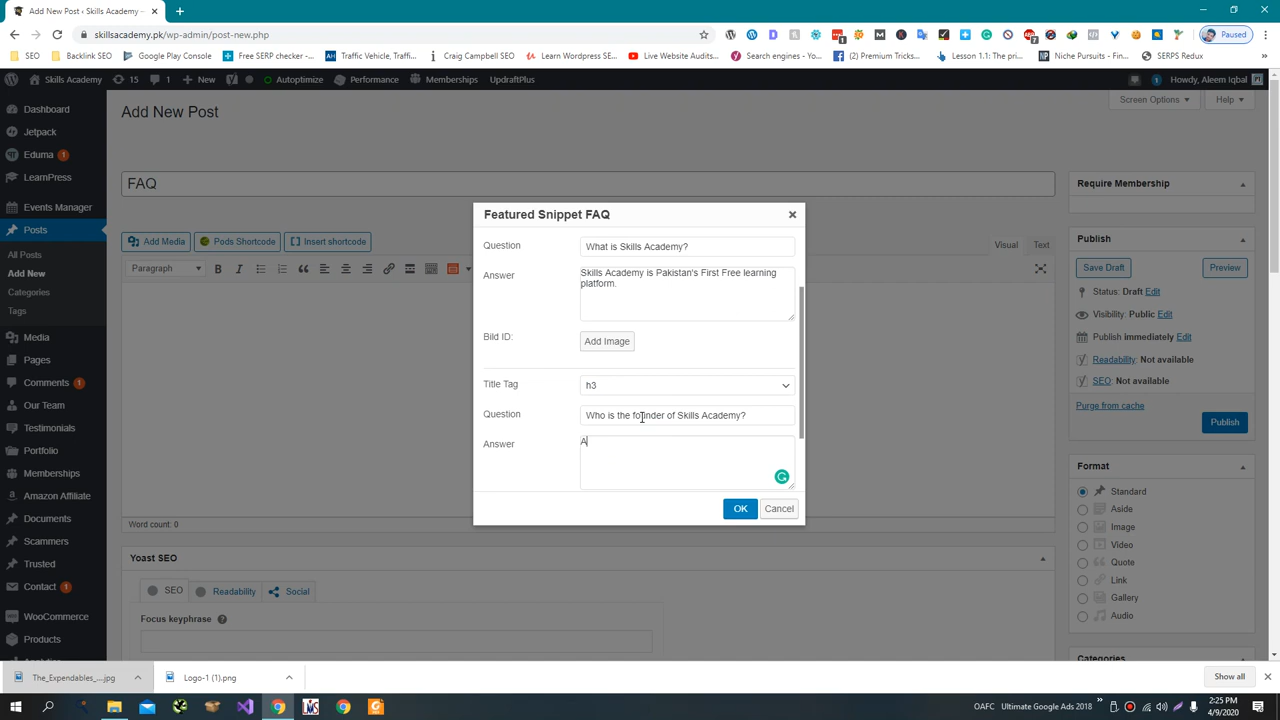 Add New Post ‹ Skills Academy —
skillsacademy.pk/wp-admin/post-new.php
Paused
SEO
Backlink SEO
Google Play Console
Free SERP checker -...
Traffic Vehicle, Traffi...
Craig Campbell SEO
Learn Wordpress SE...
Live Website Audits...
Search engines - Yo...
(2) Premium Tricks...
Lesson 1.1: The pri...
Niche Pursuits - Fin...
SERPS Redux
Skills Academy
15
1
New
Autoptimize
Performance
Memberships
UpdraftPlus
1
Howdy, Aleem Iqbal
Dashboard
Jetpack
Eduma 1
LearnPress
Events Manager
Posts
All Posts
Add New
Categories
Tags
Media
Pages
Comments 1
Our Team
Testimonials
Portfolio
Memberships
Amazon Affiliate
Documents
Scammers
Trusted
Contact 1
WooCommerce
Products
Add New Post
Screen Options
Help
FAQ
Add Media
Pods Shortcode
Insert shortcode
Visual
Text
Paragraph
Featured Snippet FAQ
Question
What is Skills Academy?
Answer
Skills Academy is Pakistan's First Free learning
platform.
Bild ID:
Add Image
Title Tag
h3
Question
Who is the founder of Skills Academy?
Answer
A
OK
Cancel
Word count: 0
Yoast SEO
SEO
Readability
Social
Focus keyphrase
Require Membership
Publish
Save Draft
Preview
Status: Draft Edit
Visibility: Public Edit
Publish immediately Edit
Readability: Not available
SEO: Not available
Purge from cache
Publish
Format
Standard
Aside
Image
Video
Quote
Link
Gallery
Audio
Categories
The_Expendables_....jpg
Logo-1 (1).png
Show all
OAFC
Ultimate Google Ads 2018
2:25 PM
4/9/2020